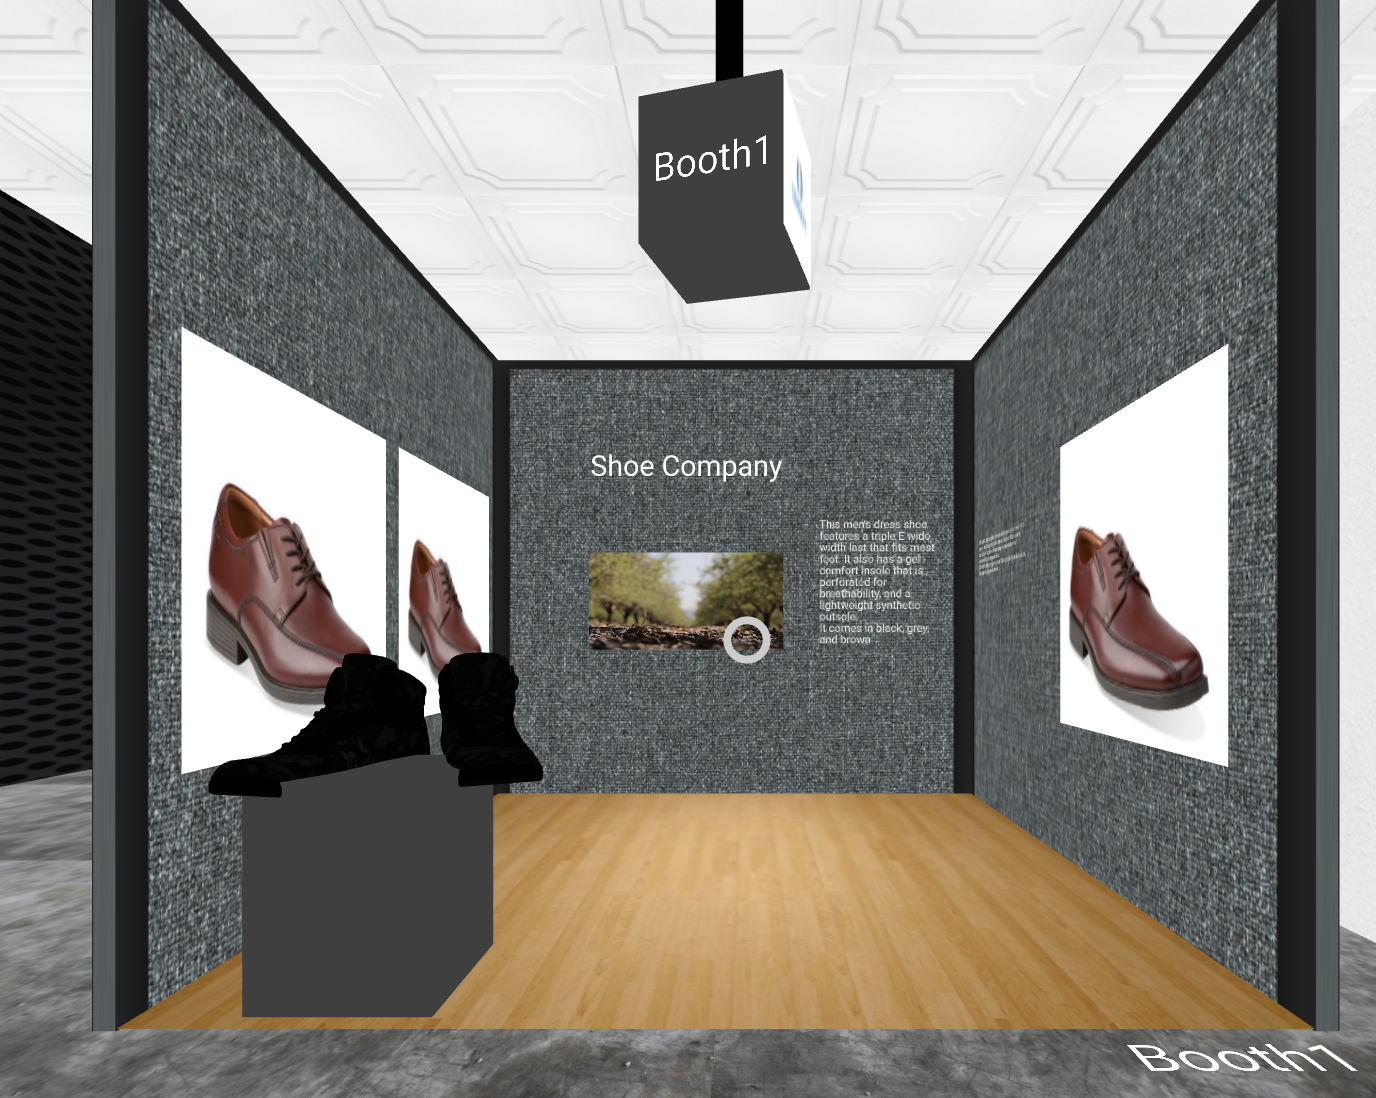 Booth1
Shoe Company
This men's dress shoe
features a triple E wide
width last that fits most
feet. It also has a gel
comfort insole that is
perforated for
breathability, and a
lightweight synthetic
outsole.
It comes in black, grey
and brown
Booth1